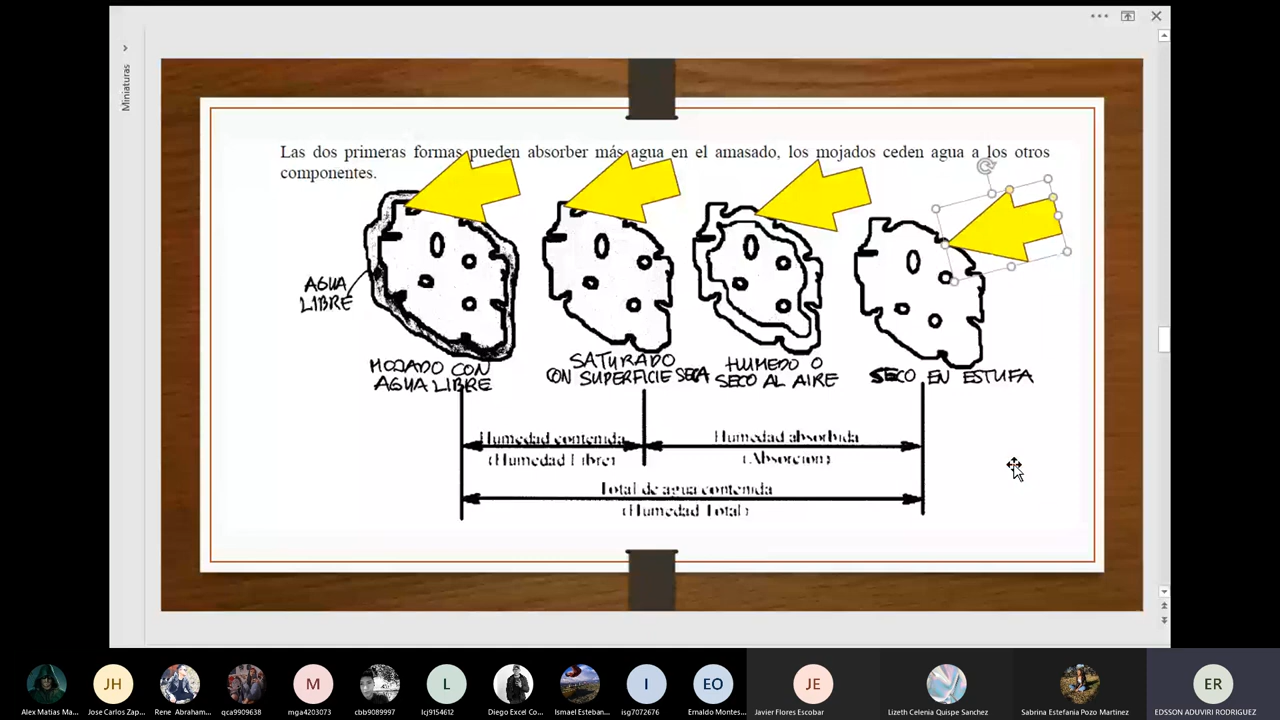 Miniaturas
Las dos primeras formas pueden absorber más agua en el amasado, los mojados ceden agua a los otros
componentes.
AGUA
LIBRE
MOJADO CON
AGUA LIBRE
SATURADO
CON SUPERFICIE SECA
HUMEDO O
SECO AL AIRE
SECO EN ESTUFA
Humedad contenida
(Humedad Libre)
Humedad absorbida
(Absorcion)
Total de agua contenida
(Humedad Total)
JH
M
L
I
EO
JE
ER
Alex Matias Ma...
Jose Carlos Zap...
Rene Abraham...
qca9909638
mga4203073
cbb9089997
lcj9154612
Diego Excel Co...
Ismael Esteban...
isg7072676
Ernaldo Montes...
Javier Flores Escobar
Lizeth Celenia Quispe Sanchez
Sabrina Estefania Pozo Martinez
EDSSON ADUVIRI RODRIGUEZ